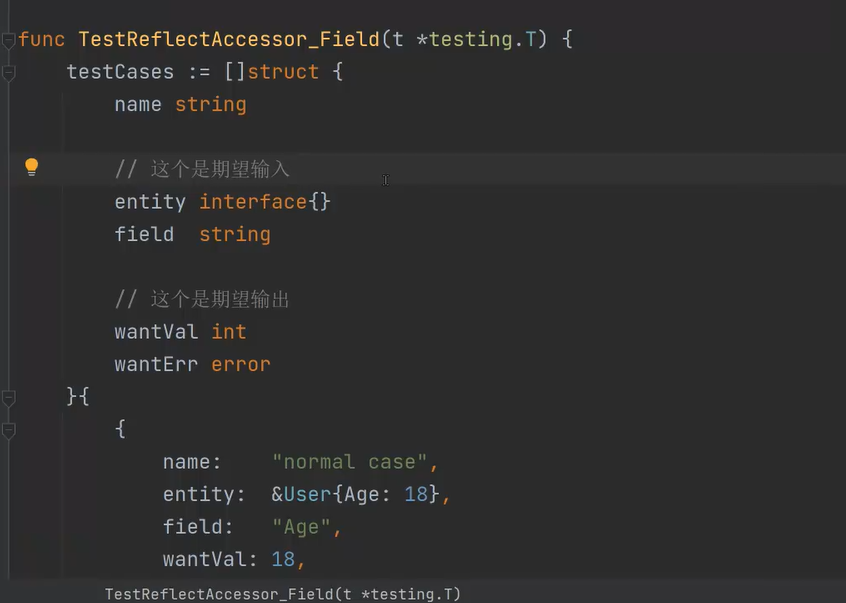 func TestReflectAccessor_Field(t *testing.T) {
testCases := []struct {
name string
// 这个是期望输入
entity interface{}
field  string
// 这个是期望输出
wantVal int
wantErr error
}{
{
name:    "normal case",
entity:  &User{Age: 18},
field:   "Age",
wantVal: 18,
TestReflectAccessor_Field(t *testing.T)